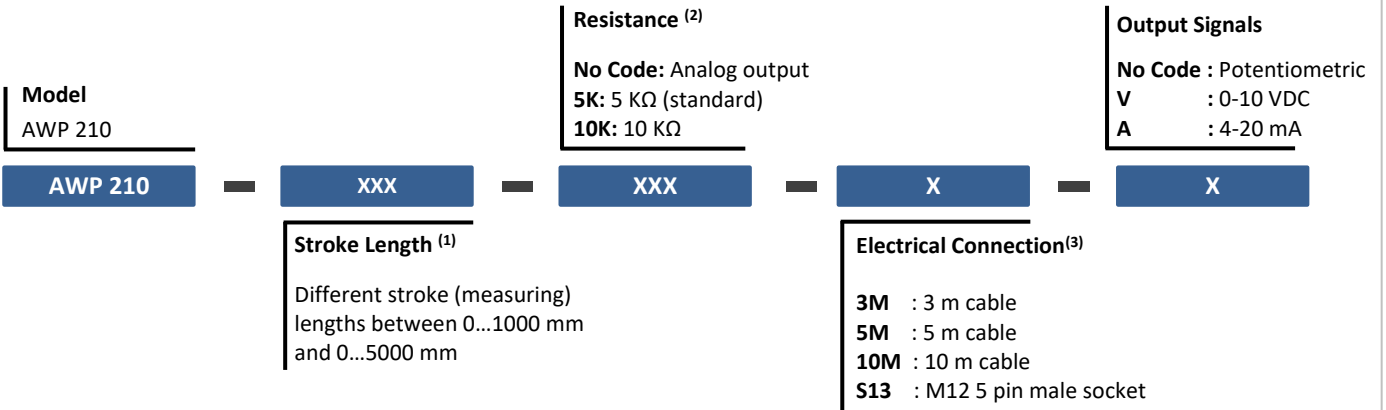 Model
AWP 210
Resistance (2)
No Code: Analog output
5K: 5 KΩ (standard)
10K: 10 KΩ
Output Signals
No Code : Potentiometric
V : 0-10 VDC
A : 4-20 mA
AWP 210 – XXX – XXX – X – X
Stroke Length (1)
Different stroke (measuring)
lengths between 0...1000 mm
and 0...5000 mm
Electrical Connection(3)
3M : 3 m cable
5M : 5 m cable
10M : 10 m cable
S13 : M12 5 pin male socket